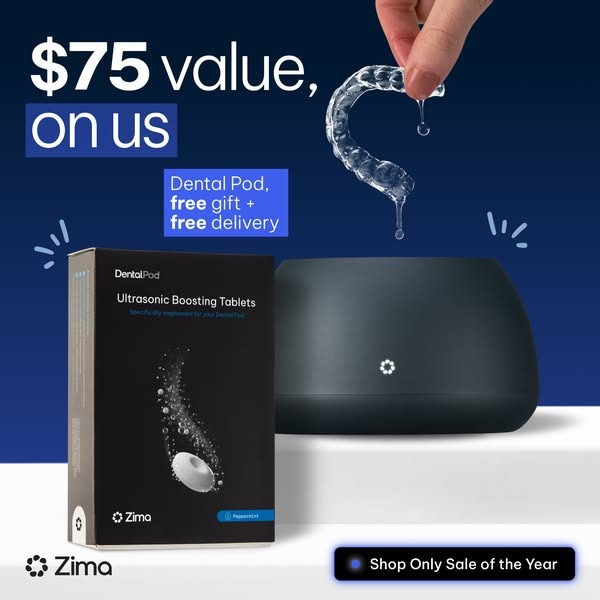 $75 value,
on us
Dental Pod,
free gift +
free delivery
DentalPod
Ultrasonic Boosting Tablets
Specifically engineered for your Dental Pod
Zima
Peppermint
Zima
Shop Only Sale of the Year